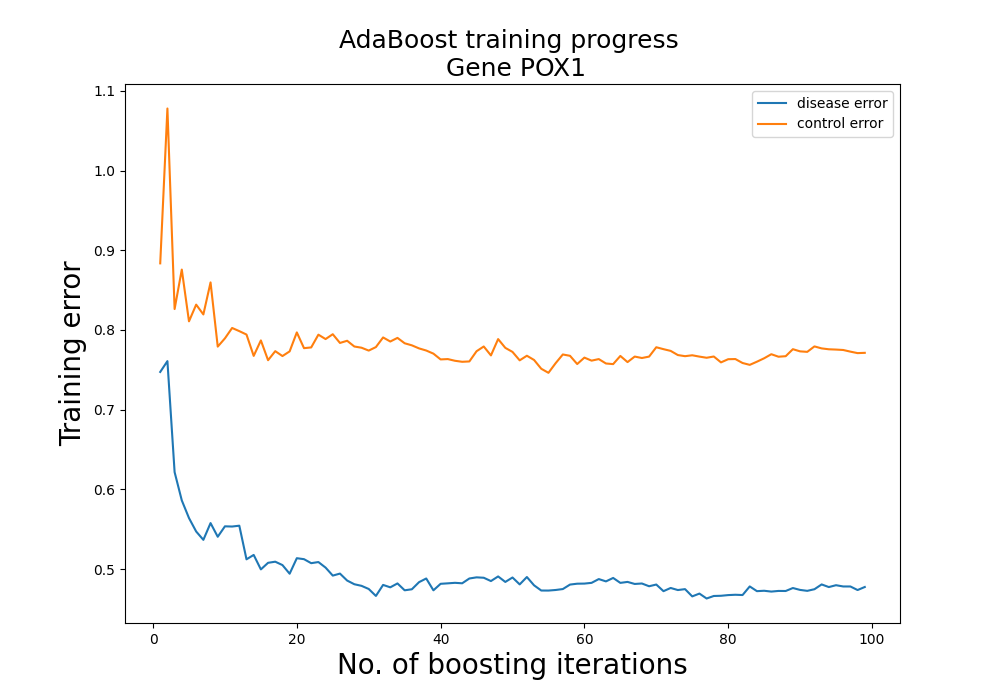 AdaBoost training progress
Gene POX1
disease error
control error
Training error
1.1
1.0
0.9
0.8
0.7
0.6
0.5
0
20
40
60
80
100
No. of boosting iterations